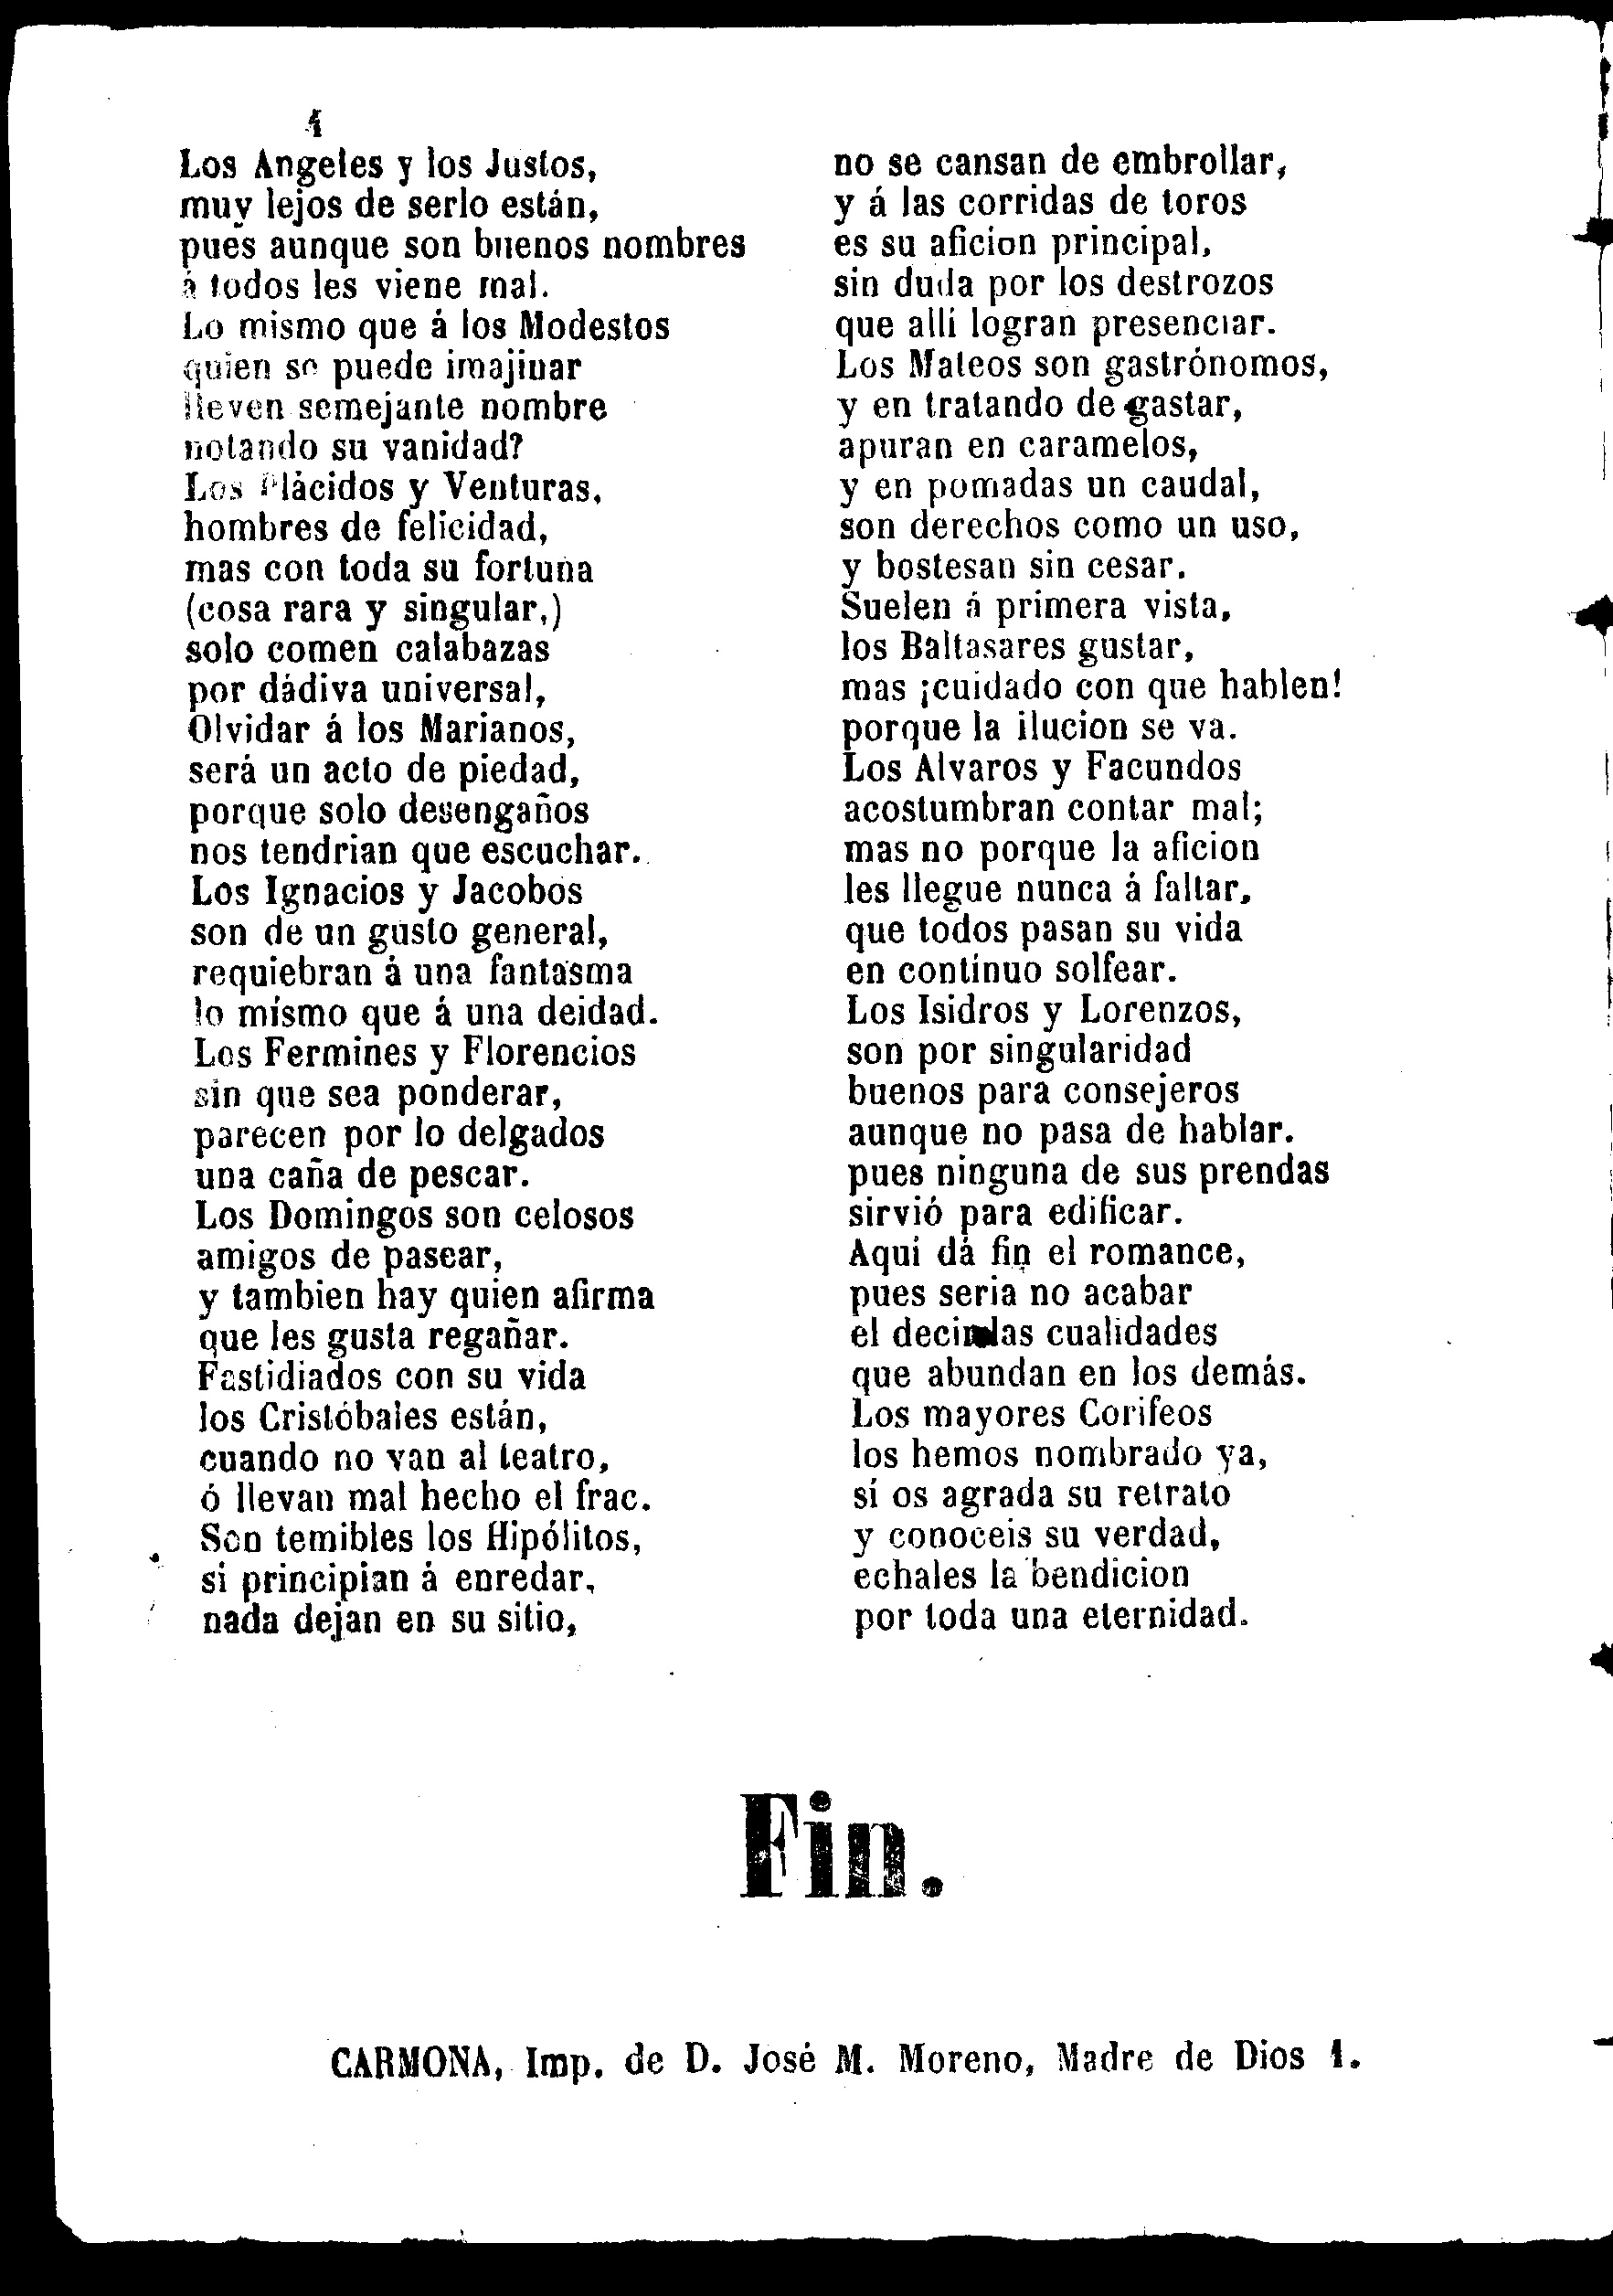 4
Los Angeles y los Justos,
muy lejos de serlo están,
pues aunque son buenos nombres
á todos les viene mal.
Lo mismo que á los Modestos
quien se puede imajinar
lleven semejante nombre
notando su vanidad?
Los Plácidos y Venturas,
hombres de felicidad,
mas con toda su fortuna
(cosa rara y singular,)
solo comen calabazas
por dádiva universal,
Olvidar á los Marianos,
será un acto de piedad,
porque solo desengaños
nos tendrian que escuchar.
Los Ignacios y Jacobos
son de un gusto general,
requiebran á una fantasma
lo mísmo que á una deidad.
Los Fermines y Florencios
sin que sea ponderar,
parecen por lo delgados
una caña de pescar.
Los Domingos son celosos
amigos de pasear,
y tambien hay quien afirma
que les gusta regañar.
Fastidiados con su vida
los Cristóbales están,
cuando no van al teatro,
ó llevan mal hecho el frac.
Son temibles los Hipólitos,
si principian á enredar,
nada dejan en su sitio,
no se cansan de embrollar,
y á las corridas de toros
es su aficion principal,
sin duda por los destrozos
que allí logran presenciar.
Los Mateos son gastrónomos,
y en tratando de gastar,
apuran en caramelos,
y en pomadas un caudal,
son derechos como un uso,
y bostesan sin cesar.
Suelen á primera vista,
los Baltasares gustar,
mas ¡cuidado con que hablen!
porque la ilucion se va.
Los Alvaros y Facundos
acostumbran contar mal;
mas no porque la aficion
les llegue nunca á faltar,
que todos pasan su vida
en contínuo solfear.
Los Isidros y Lorenzos,
son por singularidad
buenos para consejeros
aunque no pasa de hablar.
pues ninguna de sus prendas
sirvió para edificar.
Aqui dá fin el romance,
pues seria no acabar
el decir las cualidades
que abundan en los demás.
Los mayores Corifeos
los hemos nombrado ya,
sí os agrada su retrato
y conoceis su verdad,
echales la bendicion
por toda una eternidad.
Fin.
CARMONA, Imp. de D. José M. Moreno, Madre de Dios 1.